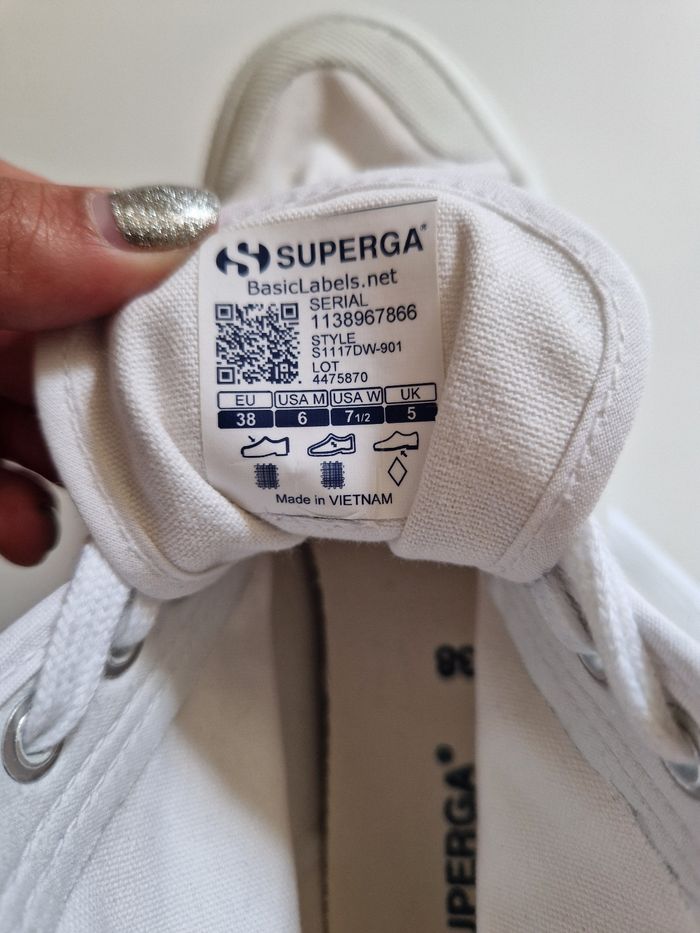 SUPERGA®
BasicLabels.net
SERIAL
1138967866
STYLE
S1117DW-901
LOT
4475870
EU USA M USA W UK
38 6 7 1/2 5
Made in VIETNAM
38
UPERGA®